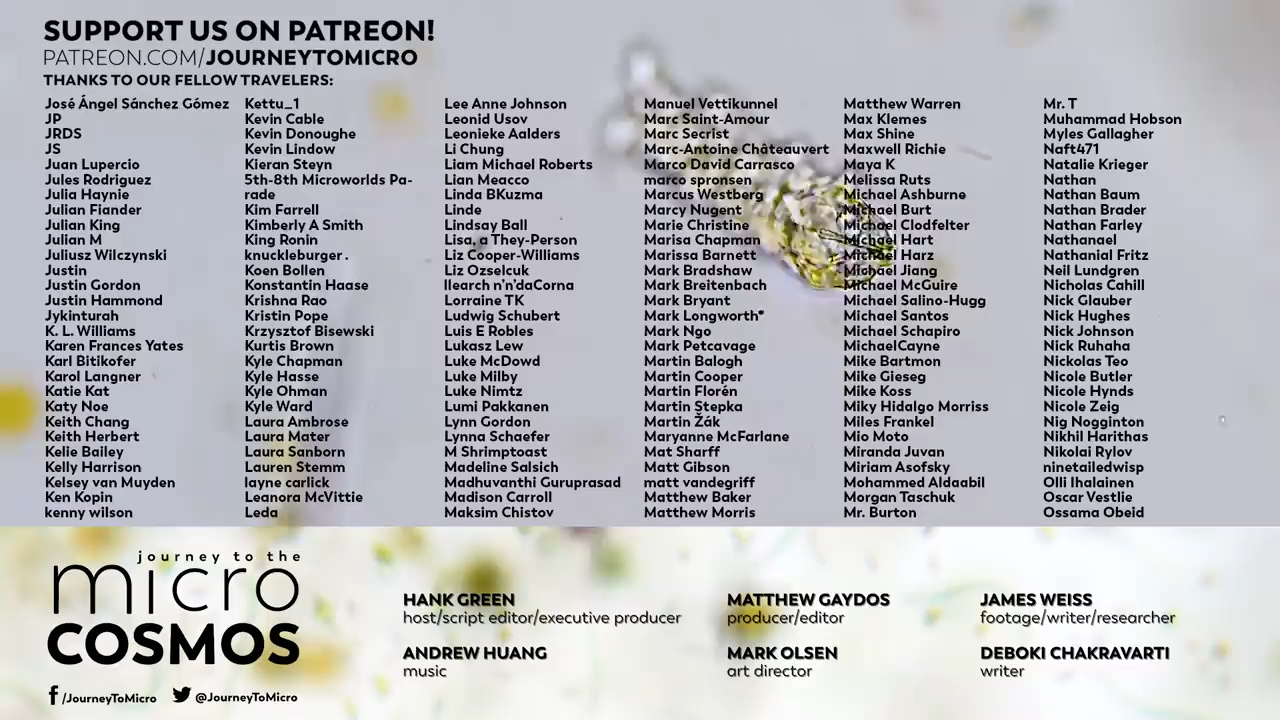 SUPPORT US ON PATREON!
PATREON.COM/JOURNEYTOMICRO
THANKS TO OUR FELLOW TRAVELERS:
José Ángel Sánchez Gómez
JP
JRDS
JS
Juan Lupercio
Jules Rodriguez
Julia Haynie
Julian Fiander
Julian King
Julian M
Juliusz Wilczynski
Justin
Justin Gordon
Justin Hammond
Jykinturah
K. L. Williams
Karen Frances Yates
Karl Bitikofer
Karol Langner
Katie Kat
Katy Noe
Keith Chang
Keith Herbert
Kelie Bailey
Kelly Harrison
Kelsey van Muyden
Ken Kopin
kenny wilson
Kettu_1
Kevin Cable
Kevin Donoughe
Kevin Lindow
Kieran Steyn
5th-8th Microworlds Pa-
rade
Kim Farrell
Kimberly A Smith
King Ronin
knuckleburger .
Koen Bollen
Konstantin Haase
Krishna Rao
Kristin Pope
Krzysztof Bisewski
Kurtis Brown
Kyle Chapman
Kyle Hasse
Kyle Ohman
Kyle Ward
Laura Ambrose
Laura Mater
Laura Sanborn
Lauren Stemm
layne carlick
Leanora McVittie
Leda
Lee Anne Johnson
Leonid Usov
Leonieke Aalders
Li Chung
Liam Michael Roberts
Lian Meacco
Linda BKuzma
Linde
Lindsay Ball
Lisa, a They-Person
Liz Cooper-Williams
Liz Ozselcuk
llearch n'n'daCorna
Lorraine TK
Ludwig Schubert
Luis E Robles
Lukasz Lew
Luke McDowd
Luke Milby
Luke Nimtz
Lumi Pakkanen
Lynn Gordon
Lynna Schaefer
M Shrimptoast
Madeline Salsich
Madhuvanthi Guruprasad
Madison Carroll
Maksim Chistov
Manuel Vettikunnel
Marc Saint-Amour
Marc Secrist
Marc-Antoine Châteauvert
Marco David Carrasco
marco spronsen
Marcus Westberg
Marcy Nugent
Marie Christine
Marisa Chapman
Marissa Barnett
Mark Bradshaw
Mark Breitenbach
Mark Bryant
Mark Longworth*
Mark Ngo
Mark Petcavage
Martin Balogh
Martin Cooper
Martin Florén
Martin Stepka
Martin Žák
Maryanne McFarlane
Mat Sharff
Matt Gibson
matt vandegriff
Matthew Baker
Matthew Morris
Matthew Warren
Max Klemes
Max Shine
Maxwell Richie
Maya K
Melissa Ruts
Michael Ashburne
Michael Burt
Michael Clodfelter
Michael Hart
Michael Harz
Michael Jiang
Michael McGuire
Michael Salino-Hugg
Michael Santos
Michael Schapiro
MichaelCayne
Mike Bartmon
Mike Gieseg
Mike Koss
Miky Hidalgo Morriss
Miles Frankel
Mio Moto
Miranda Juvan
Miriam Asofsky
Mohammed Aldaabil
Morgan Taschuk
Mr. Burton
Mr. T
Muhammad Hobson
Myles Gallagher
Naft471
Natalie Krieger
Nathan
Nathan Baum
Nathan Brader
Nathan Farley
Nathanael
Nathanial Fritz
Neil Lundgren
Nicholas Cahill
Nick Glauber
Nick Hughes
Nick Johnson
Nick Ruhaha
Nickolas Teo
Nicole Butler
Nicole Hynds
Nicole Zeig
Nig Nogginton
Nikhil Harithas
Nikolai Rylov
ninetailedwisp
Olli Ihalainen
Oscar Vestlie
Ossama Obeid
journey to the
micro
COSMOS
/JourneyToMicro @JourneyToMicro
HANK GREEN
host/script editor/executive producer
ANDREW HUANG
music
MATTHEW GAYDOS
producer/editor
MARK OLSEN
art director
JAMES WEISS
footage/writer/researcher
DEBOKI CHAKRAVARTI
writer